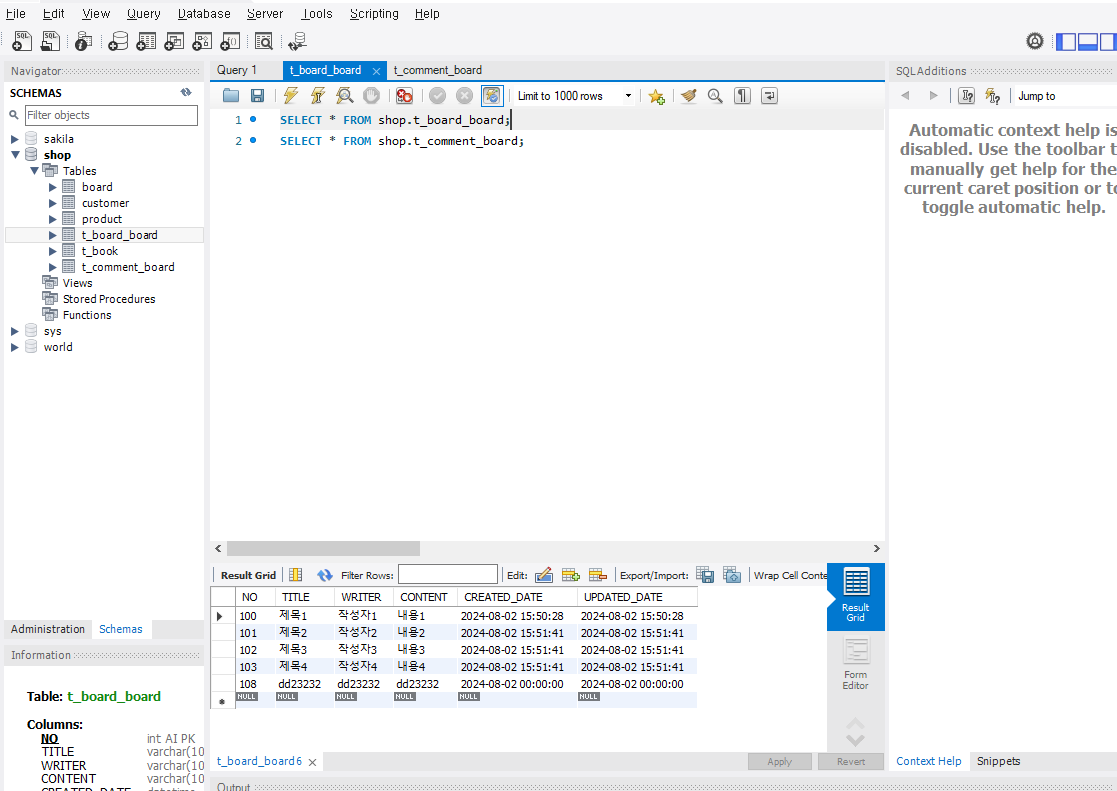 File Edit View Query Database Server Tools Scripting Help
Navigator
SCHEMAS
Filter objects
sakila
shop
Tables
board
customer
product
t_board_board
t_book
t_comment_board
Views
Stored Procedures
Functions
sys
world
Administration Schemas
Information
Table: t_board_board
Columns:
NO int AI PK
TITLE varchar(10
WRITER varchar(10
CONTENT varchar(10
CREATED_DATE datetime
Query 1 t_board_board t_comment_board
Limit to 1000 rows
1 SELECT * FROM shop.t_board_board;
2 SELECT * FROM shop.t_comment_board;
Result Grid Filter Rows: Edit: Export/Import: Wrap Cell Conte
NO TITLE WRITER CONTENT CREATED_DATE UPDATED_DATE
100 제목1 작성자1 내용1 2024-08-02 15:50:28 2024-08-02 15:50:28
101 제목2 작성자2 내용2 2024-08-02 15:51:41 2024-08-02 15:51:41
102 제목3 작성자3 내용3 2024-08-02 15:51:41 2024-08-02 15:51:41
103 제목4 작성자4 내용4 2024-08-02 15:51:41 2024-08-02 15:51:41
108 dd23232 dd23232 dd23232 2024-08-02 00:00:00 2024-08-02 00:00:00
NULL NULL NULL NULL NULL NULL
Result
Grid
Form
Editor
t_board_board 6 Apply Revert
Output
SQLAdditions
Jump to
Automatic context help is
disabled. Use the toolbar t
manually get help for the
current caret position or to
toggle automatic help.
Context Help Snippets